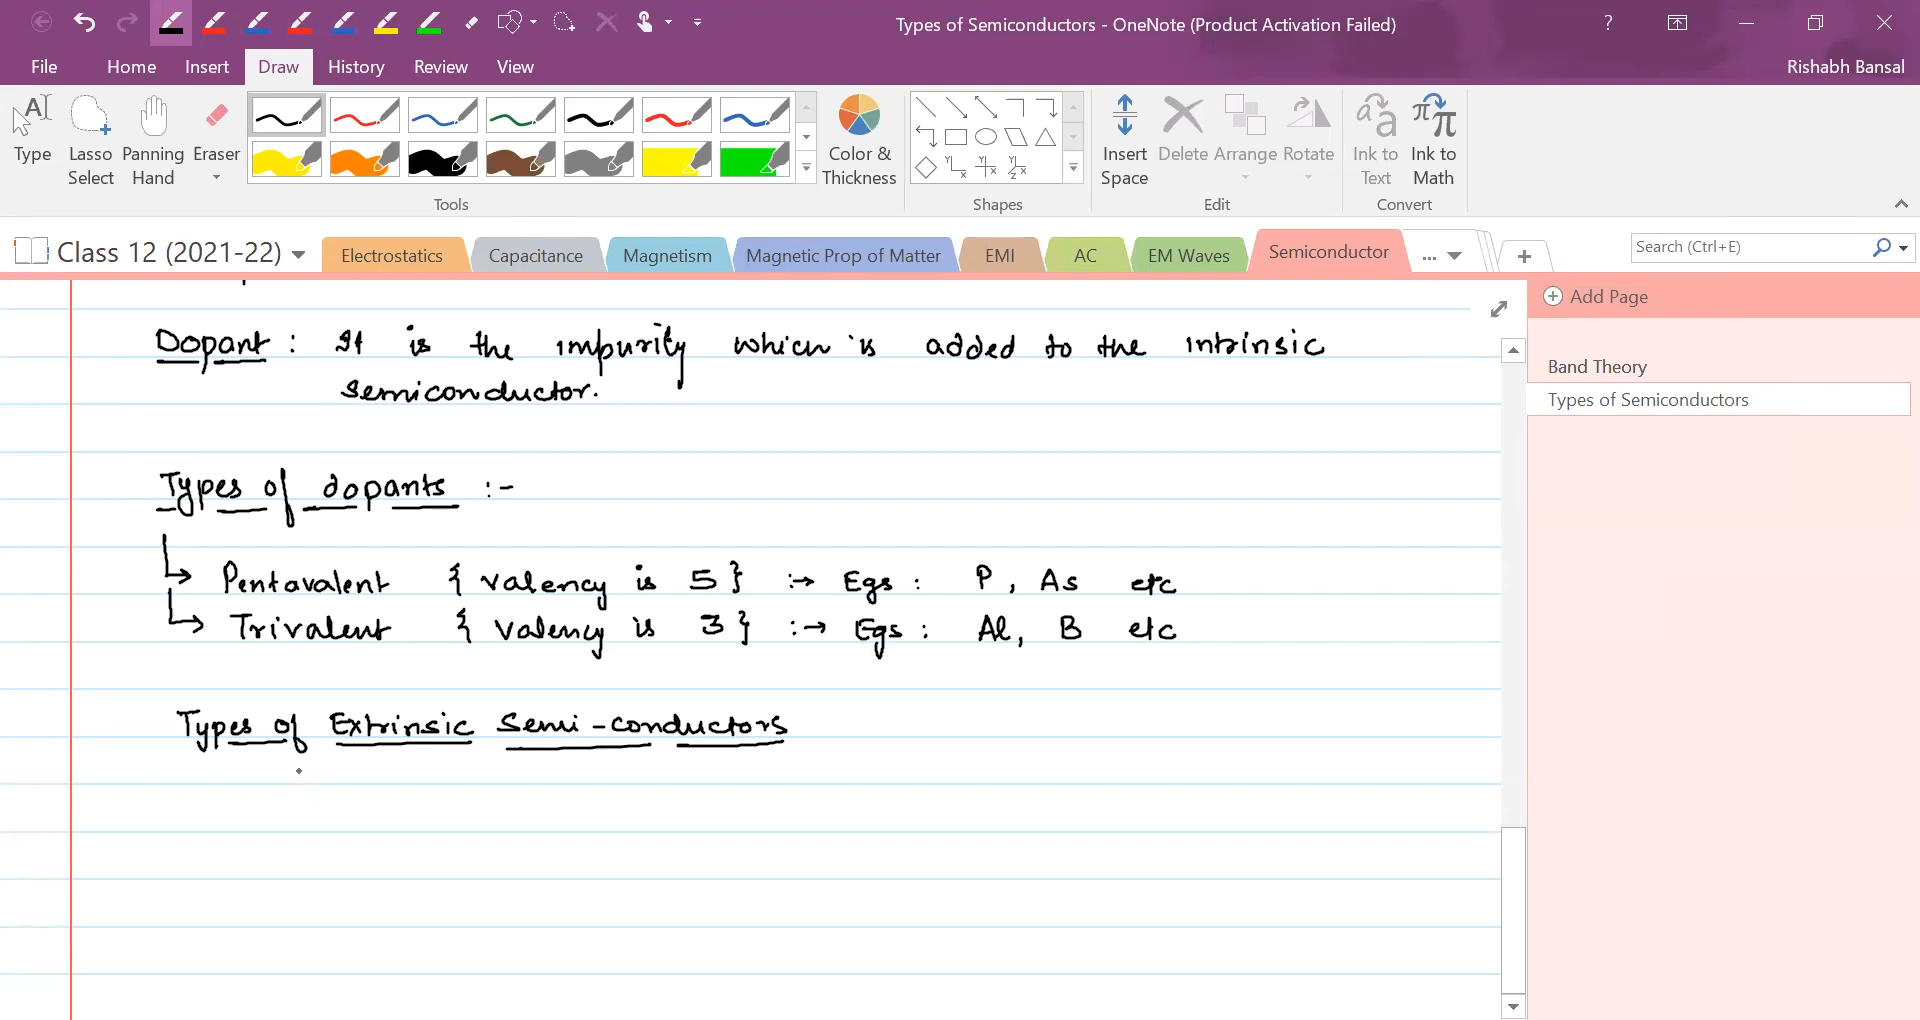 Types of Semiconductors - OneNote (Product Activation Failed)
?
File Home Insert Draw History Review View
Rishabh Bansal
Type
Lasso Select
Panning Hand
Eraser
Color & Thickness
Insert Space
Delete
Arrange
Rotate
Ink to Text
Ink to Math
Tools
Shapes
Edit
Convert
Class 12 (2021-22)
Electrostatics
Capacitance
Magnetism
Magnetic Prop of Matter
EMI
AC
EM Waves
Semiconductor
...
Search (Ctrl+E)
Add Page
Band Theory
Types of Semiconductors
Dopant : It is the impurity which is added to the intrinsic
semiconductor.
Types of dopants :-
Pentavalent { valency is 5 } :→ Egs : P, As etc
Trivalent { valency is 3 } :→ Egs : Al, B etc
Types of Extrinsic Semi-conductors